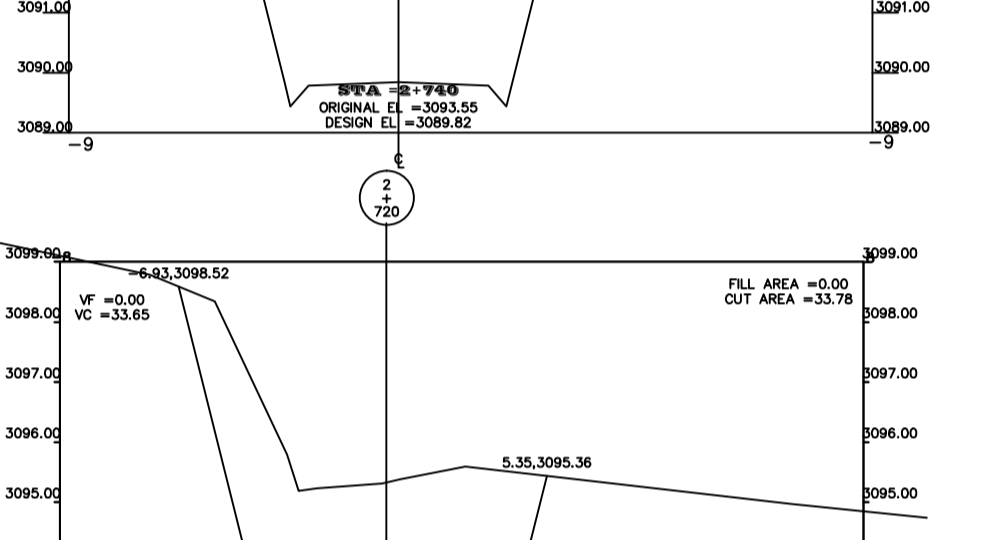 3091.00 3091.00
3090.00 3090.00
STA =2+740
ORIGINAL EL =3093.55
DESIGN EL =3089.82
3089.00 3089.00
-9 -9
℄
2
+
720
3099.00 3099.00
-6.93,3098.52
FILL AREA =0.00
CUT AREA =33.78
VF =0.00
VC =33.65
3098.00 3098.00
3097.00 3097.00
3096.00 3096.00
5.35,3095.36
3095.00 3095.00